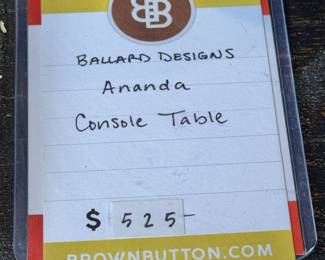 BB
BALLARD DESIGNS
Ananda
Console Table
$ 525-
BROWNBUTTON.COM